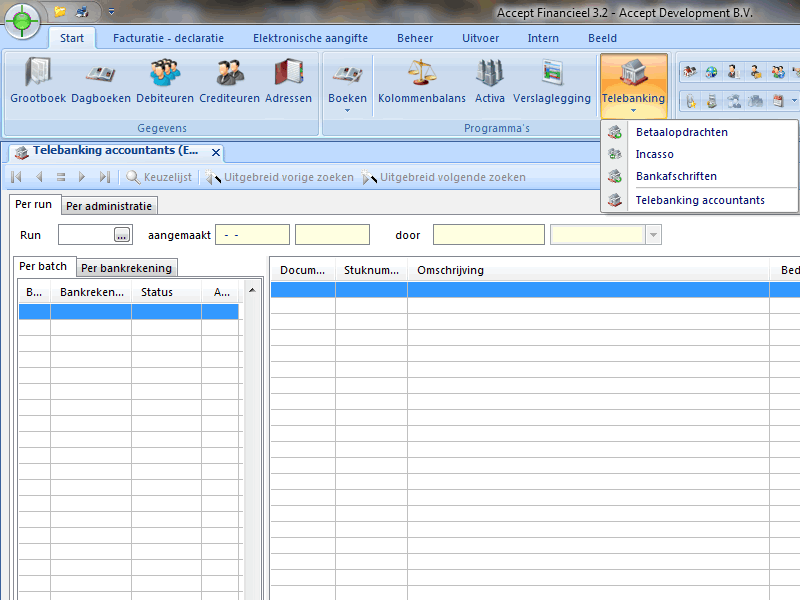 Accept Financieel 3.2 - Accept Development B.V.
Start Facturatie - declaratie Elektronische aangifte Beheer Uitvoer Intern Beeld
Grootboek Dagboeken Debiteuren Crediteuren Adressen Boeken Kolommenbalans Activa Verslaglegging Telebanking
Gegevens Programma's
Betaalopdrachten
Incasso
Bankafschriften
Telebanking accountants
Telebanking accountants (E...
Keuzelijst Uitgebreid vorige zoeken Uitgebreid volgende zoeken
Per run Per administratie
Run ... aangemaakt - - door
Per batch Per bankrekening
B... Bankreken... Status A...
Docum... Stuknum... Omschrijving Bed